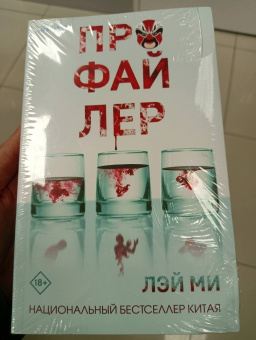 ПРО
ФАЙ
ЛЕР
18+
ЛЭЙ МИ
НАЦИОНАЛЬНЫЙ БЕСТСЕЛЛЕР КИТАЯ